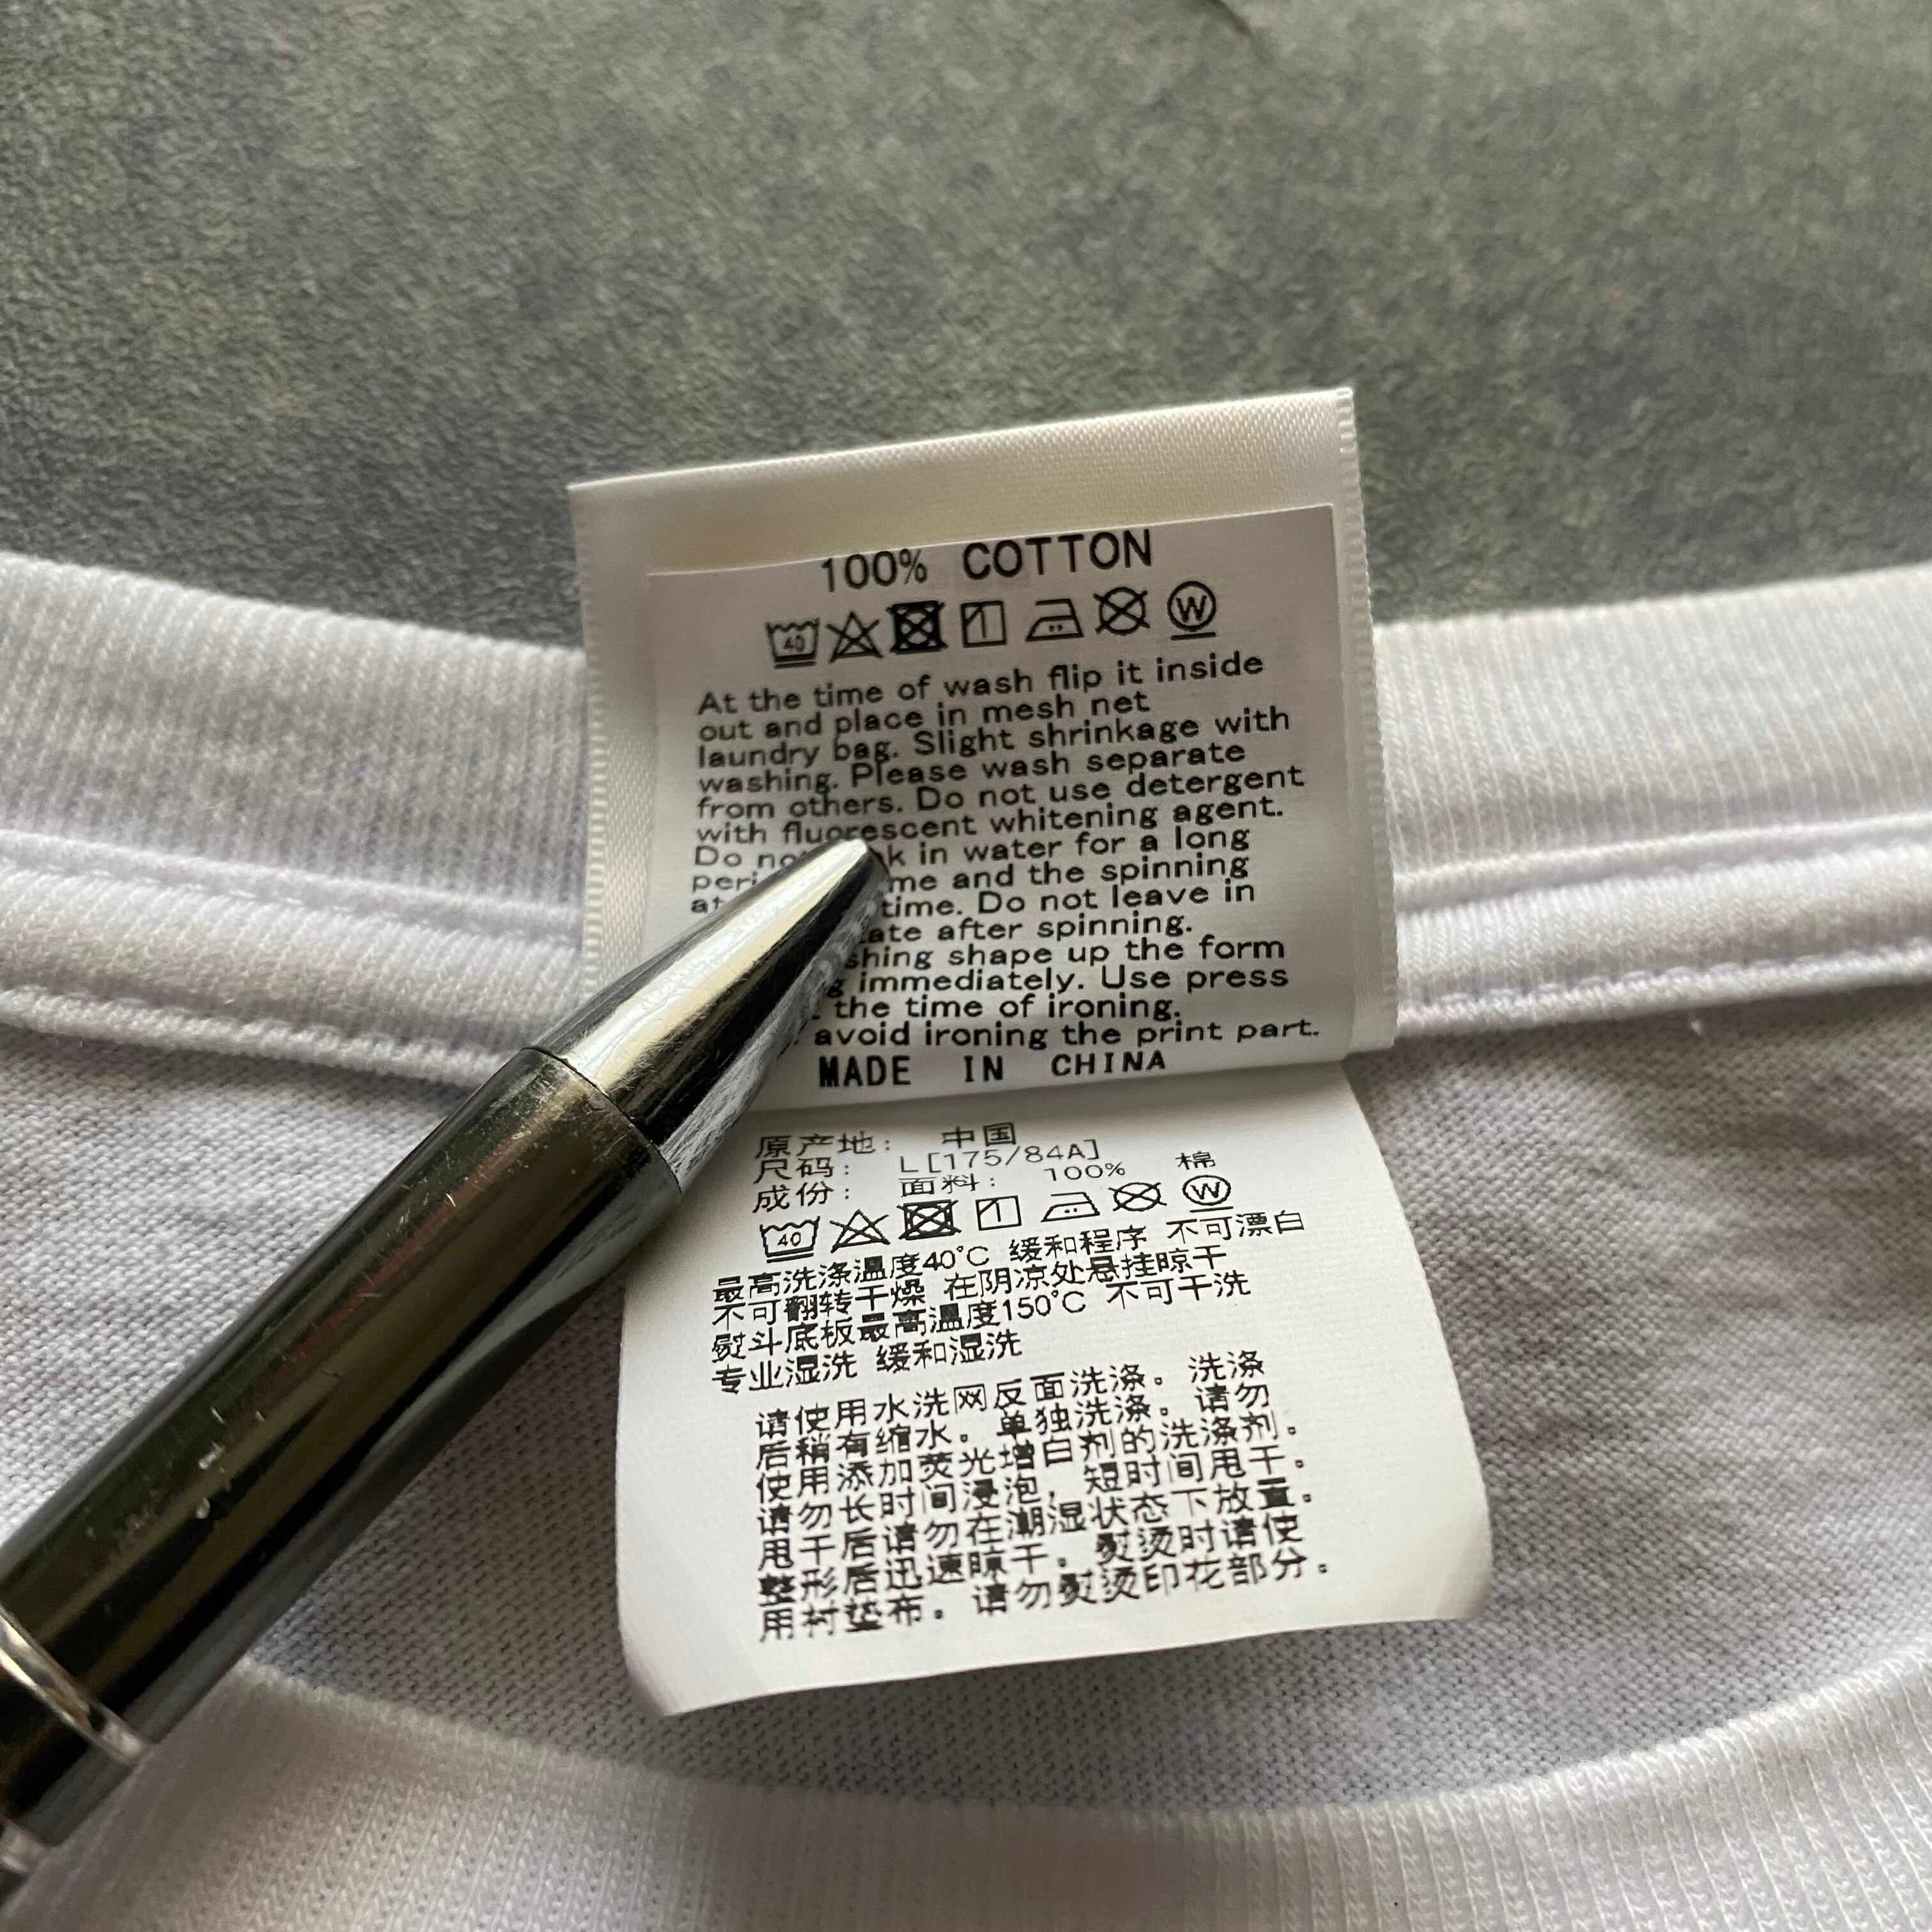 100% COTTON
40 W
At the time of wash flip it inside
out and place in mesh net
laundry bag. Slight shrinkage with
washing. Please wash separate
from others. Do not use detergent
with fluorescent whitening agent.
Do not in water for a long
and the spinning
at time. Do not leave in
after spinning.
shape up the form
immediately. Use press
the time of ironing.
avoid ironing the print part.
MADE IN CHINA
原产地: 中国
尺码: L[175/84A]
成份: 面料: 100% 棉
40 W
最高洗涤温度40°C 缓和程序 不可漂白
不可翻转干燥 在阴凉处悬挂晾干
熨斗底板最高温度150°C 不可干洗
专业湿洗 缓和湿洗
请使用水洗网反面洗涤。洗涤
后稍有缩水。单独洗涤。请勿
使用添加荧光增白剂的洗涤剂。
请勿长时间浸泡，短时间甩干。
甩干后请勿在潮湿状态下放置。
整形后迅速晾干。熨烫时请使
用衬垫布。请勿熨烫印花部分。